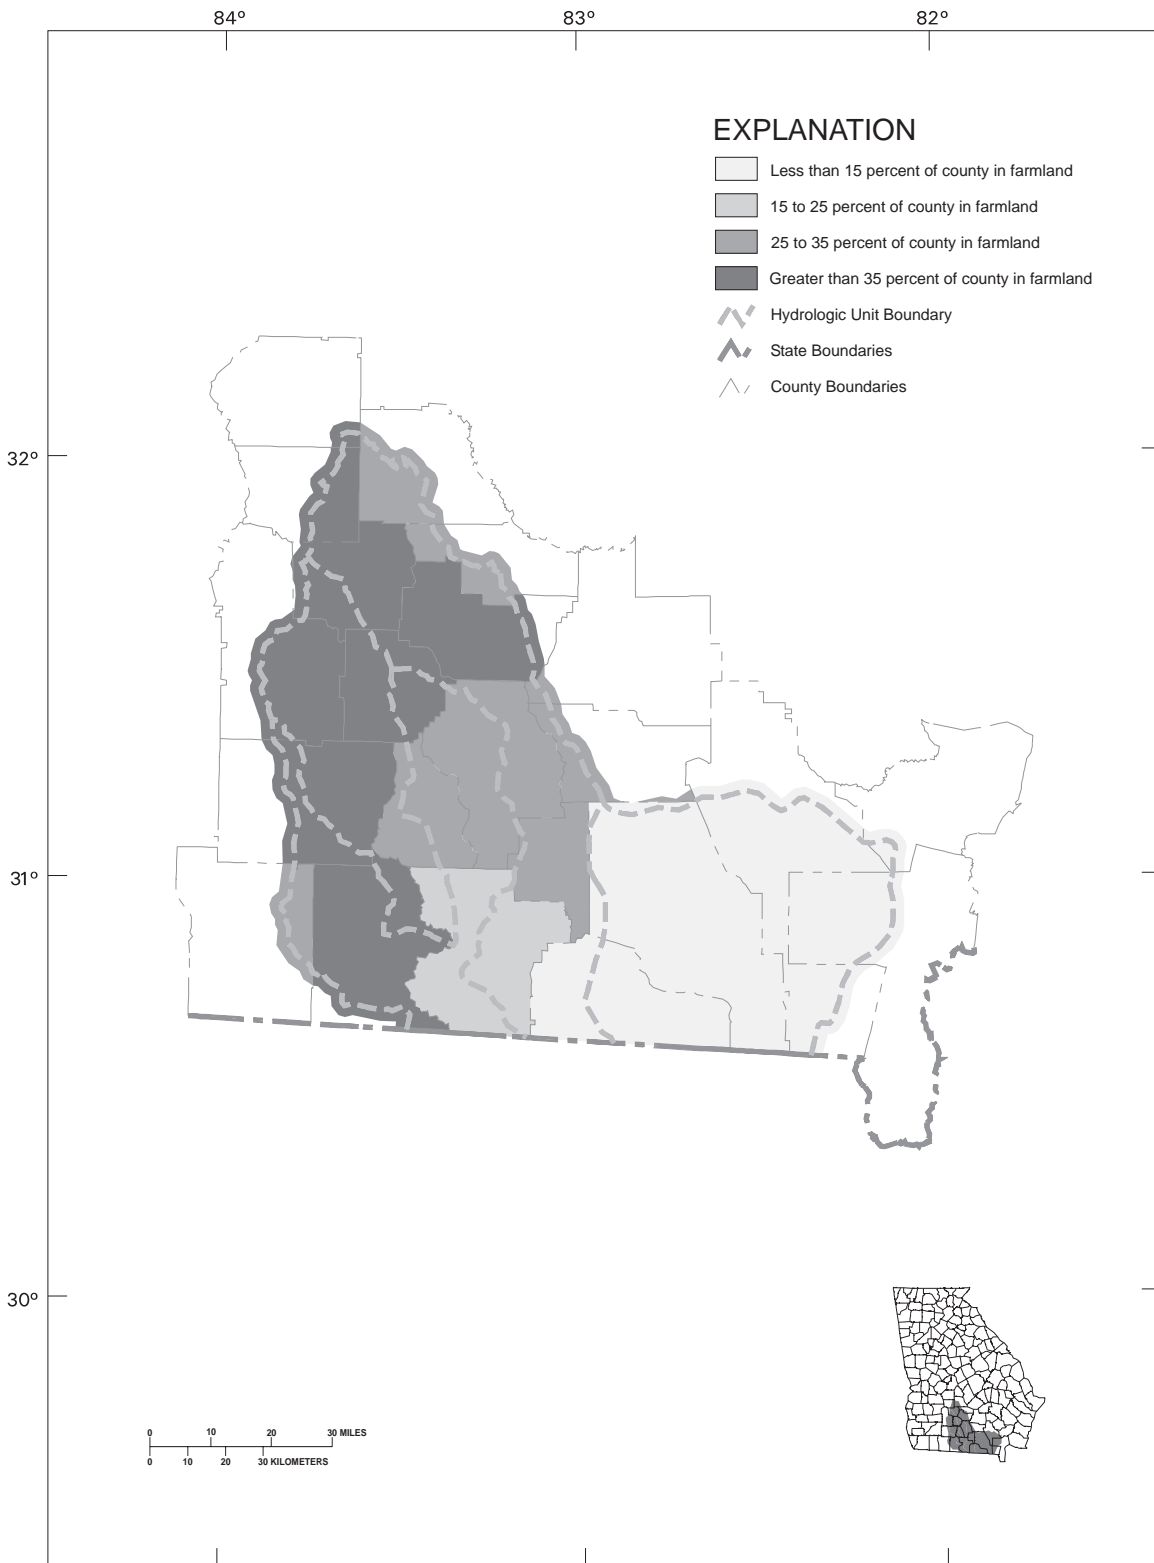 84º 83º 82º
EXPLANATION
Less than 15 percent of county in farmland
15 to 25 percent of county in farmland
25 to 35 percent of county in farmland
Greater than 35 percent of county in farmland
Hydrologic Unit Boundary
State Boundaries
County Boundaries
32º
31º
30º
0 10 20 30 MILES
0 10 20 30 KILOMETERS